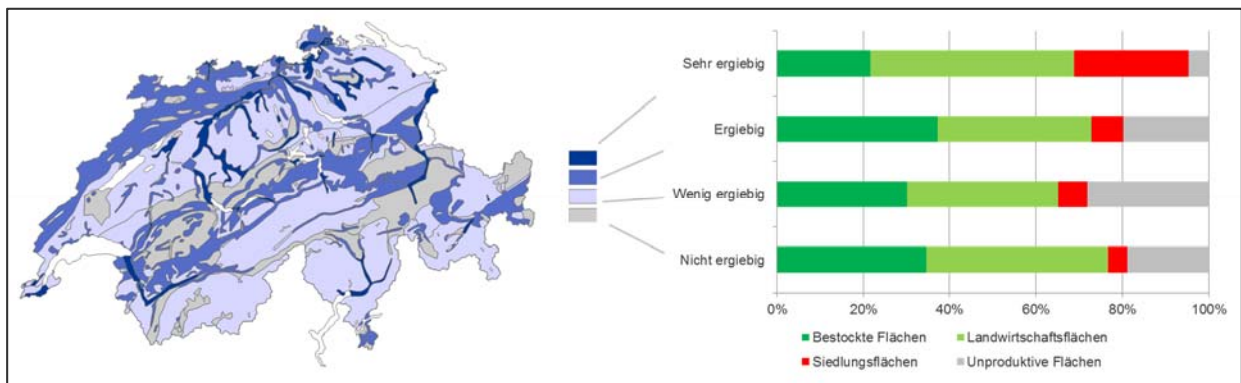 Sehr ergiebig
Ergiebig
Wenig ergiebig
Nicht ergiebig
0% 20% 40% 60% 80% 100%
Bestockte Flächen Landwirtschaftsflächen
Siedlungsflächen Unproduktive Flächen